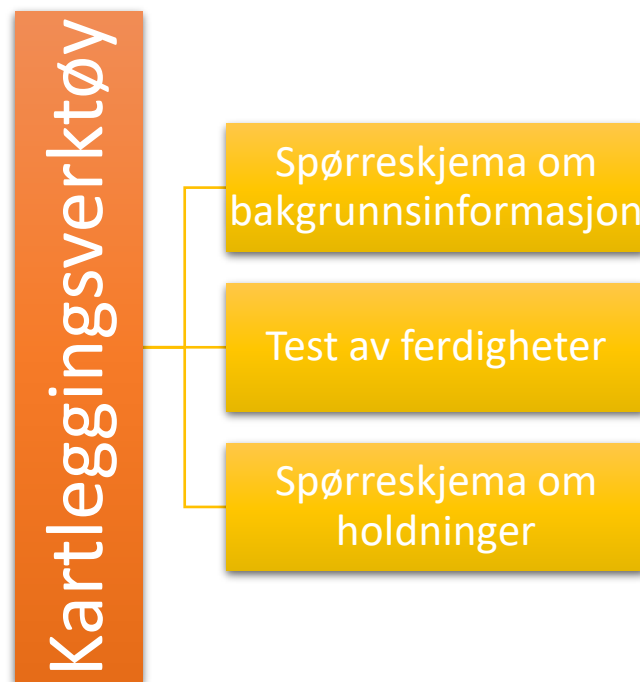 Kartleggingsverktøy
Spørreskjema om
bakgrunnsinformasjon
Test av ferdigheter
Spørreskjema om
holdninger